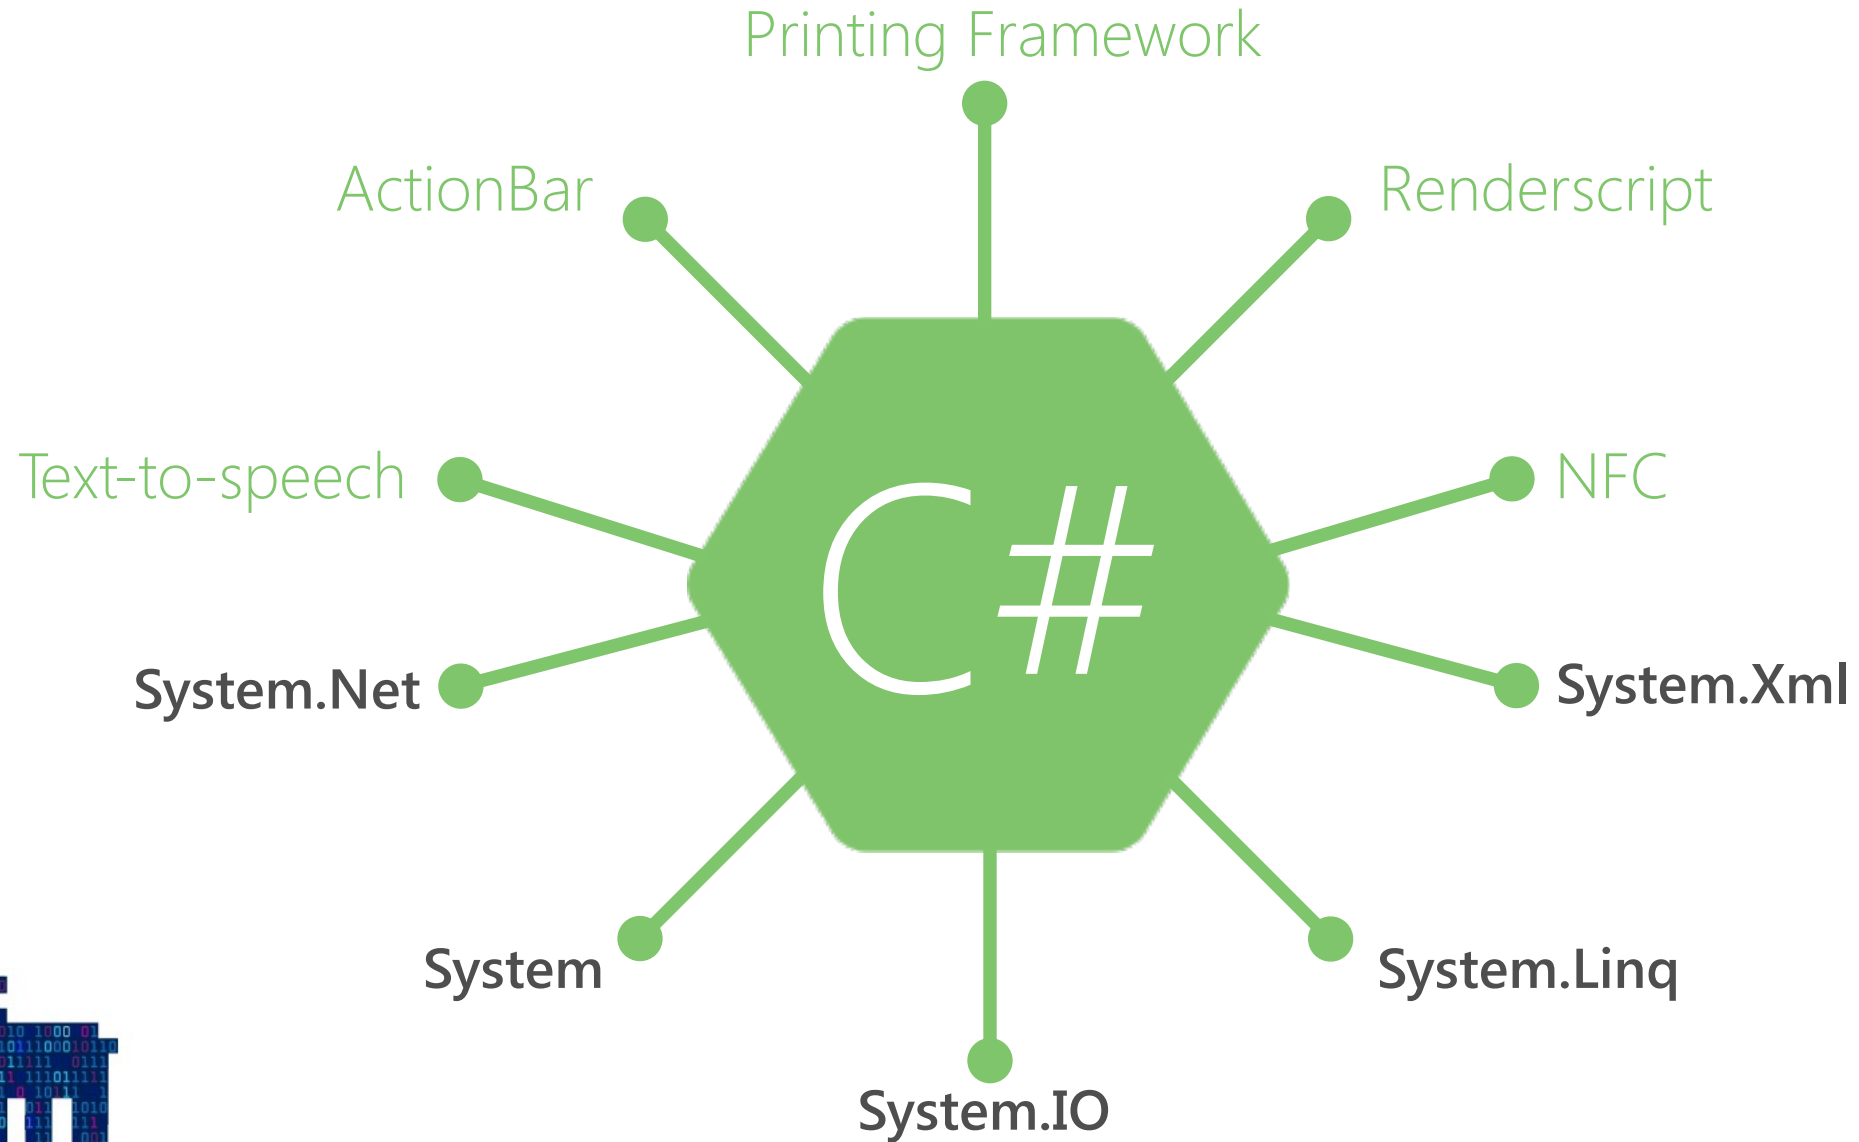 Printing Framework
ActionBar
Renderscript
Text-to-speech
NFC
C#
System.Net
System.Xml
System
System.Linq
System.IO